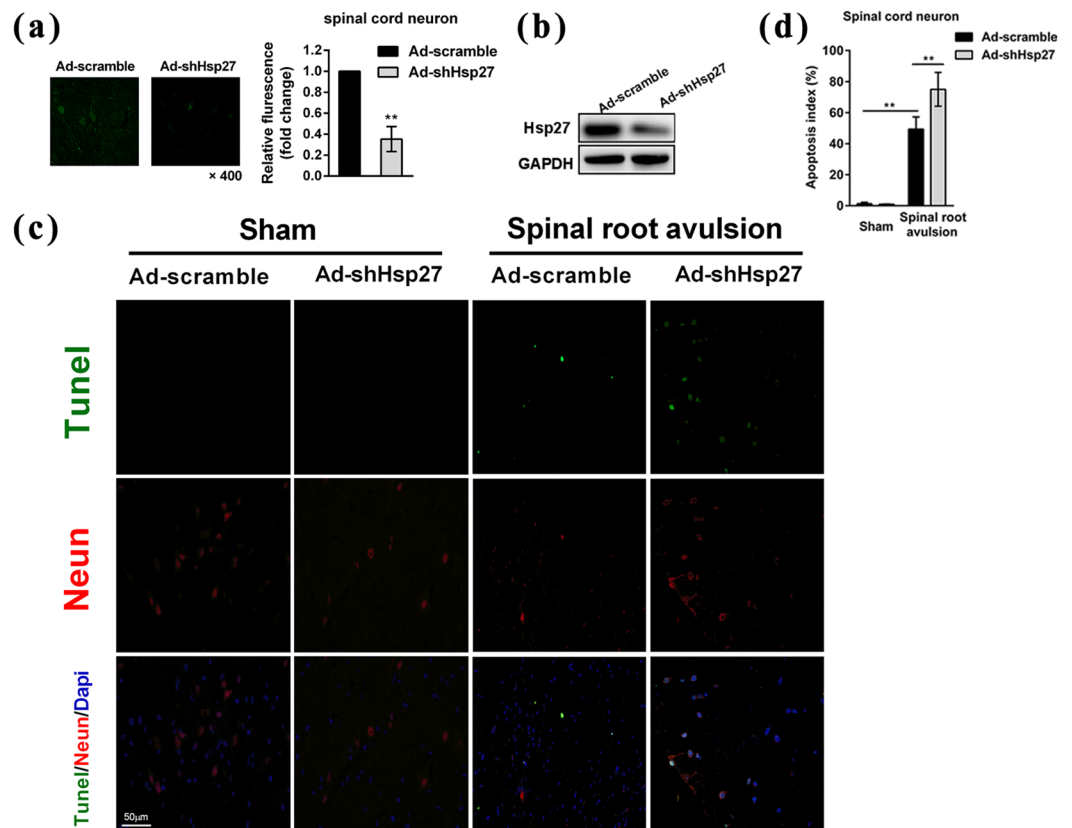 (a)
Ad-scramble Ad-shHsp27
× 400
spinal cord neuron
Relative flurescence
(fold change)
1.2
1.0
0.8
0.6
0.4
0.2
0.0
**
Ad-scramble
Ad-shHsp27
(b)
Ad-scramble
Ad-shHsp27
Hsp27
GAPDH
(d)
Spinal cord neuron
Ad-scramble
Ad-shHsp27
Apoptosis index (%)
100
80
60
40
20
0
**
**
Sham
Spinal root
avulsion
(c)
Sham Spinal root avulsion
Ad-scramble Ad-shHsp27 Ad-scramble Ad-shHsp27
Tunel
Neun
Tunel/Neun/Dapi
50μm